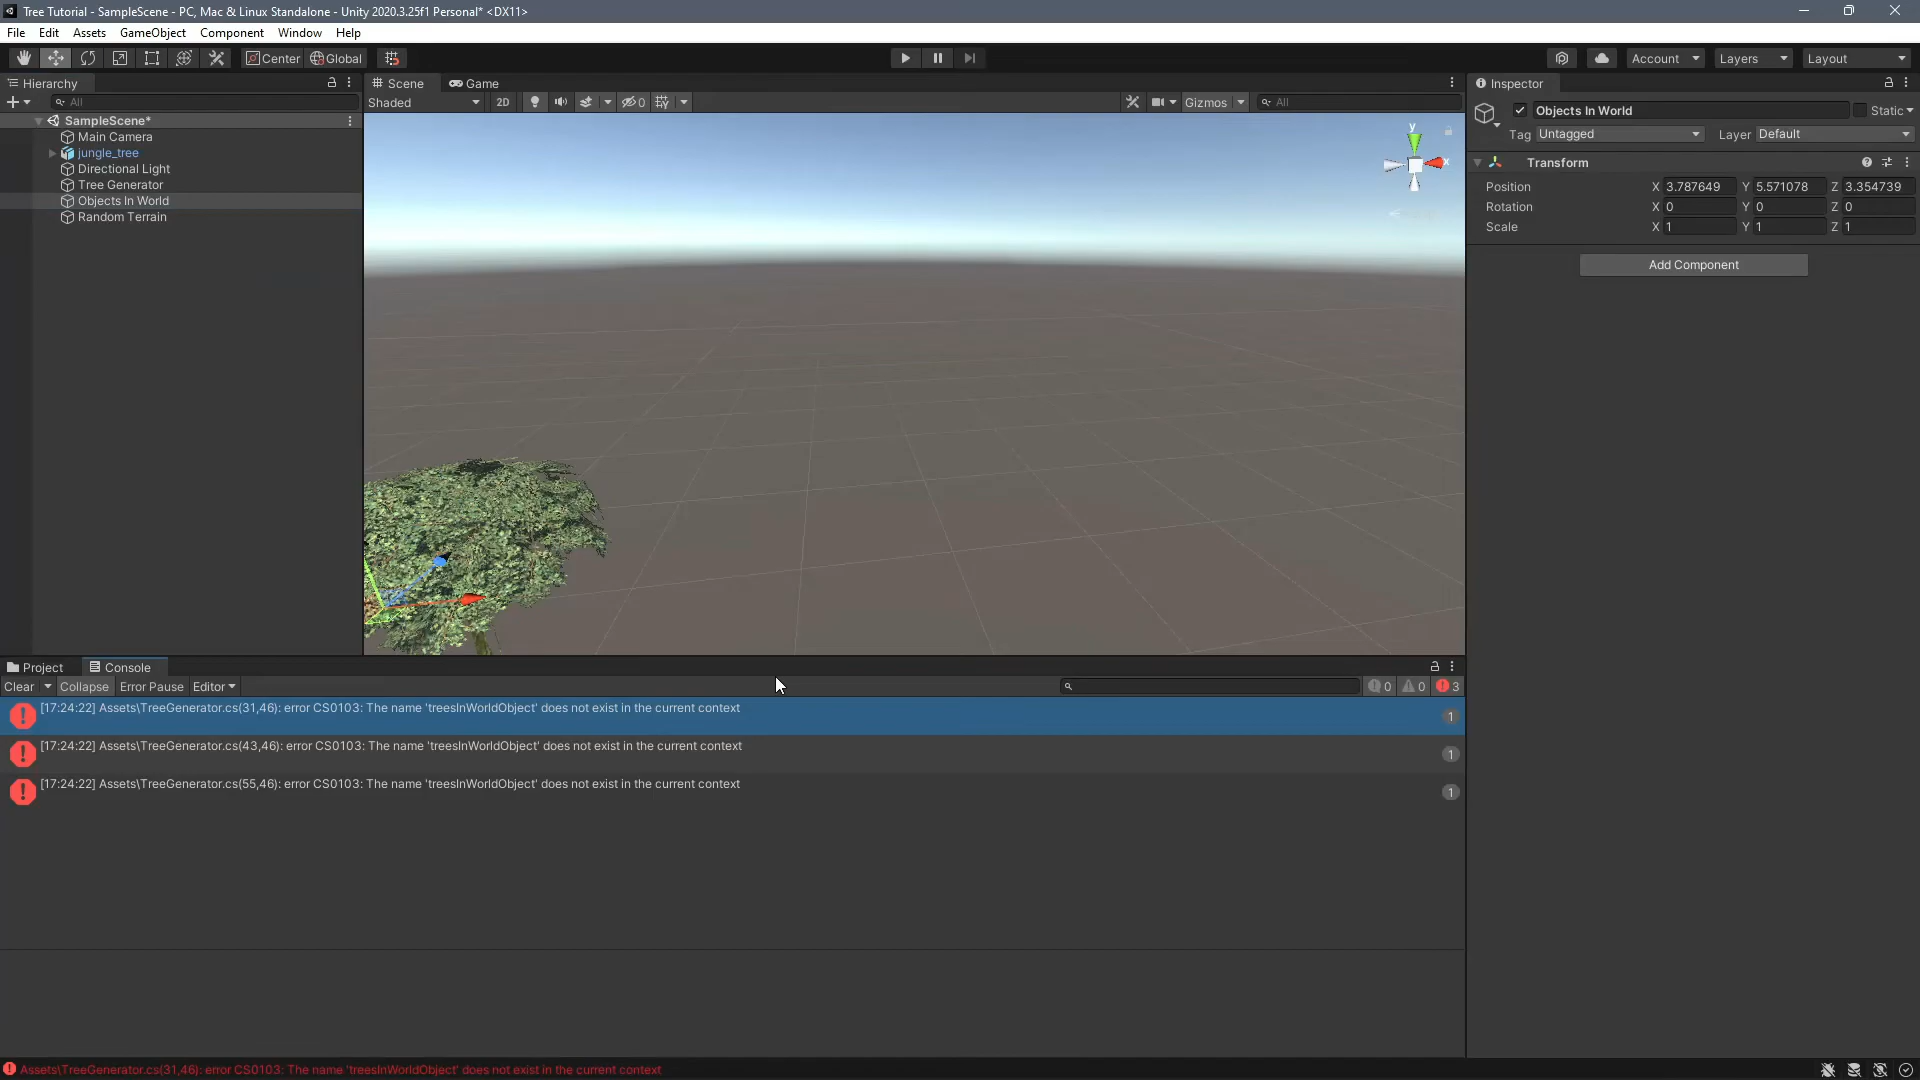 Tree Tutorial - SampleScene - PC, Mac & Linux Standalone - Unity 2020.3.25f1 Personal* <DX11>
File Edit Assets GameObject Component Window Help
Center Global Account Layers Layout
Hierarchy
All
SampleScene*
Main Camera
jungle_tree
Directional Light
Tree Generator
Objects In World
Random Terrain
Scene Game
Shaded 2D 0 Gizmos All
y
x
Inspector
Objects In World Static
Tag Untagged Layer Default
Transform
Position X 3.787649 Y 5.571078 Z 3.354739
Rotation X 0 Y 0 Z 0
Scale X 1 Y 1 Z 1
Add Component
Project Console
Clear Collapse Error Pause Editor 0 0 3
[17:24:22] Assets\TreeGenerator.cs(31,46): error CS0103: The name 'treesInWorldObject' does not exist in the current context
1
[17:24:22] Assets\TreeGenerator.cs(43,46): error CS0103: The name 'treesInWorldObject' does not exist in the current context
1
[17:24:22] Assets\TreeGenerator.cs(55,46): error CS0103: The name 'treesInWorldObject' does not exist in the current context
1
Assets\TreeGenerator.cs(31,46): error CS0103: The name 'treesInWorldObject' does not exist in the current context